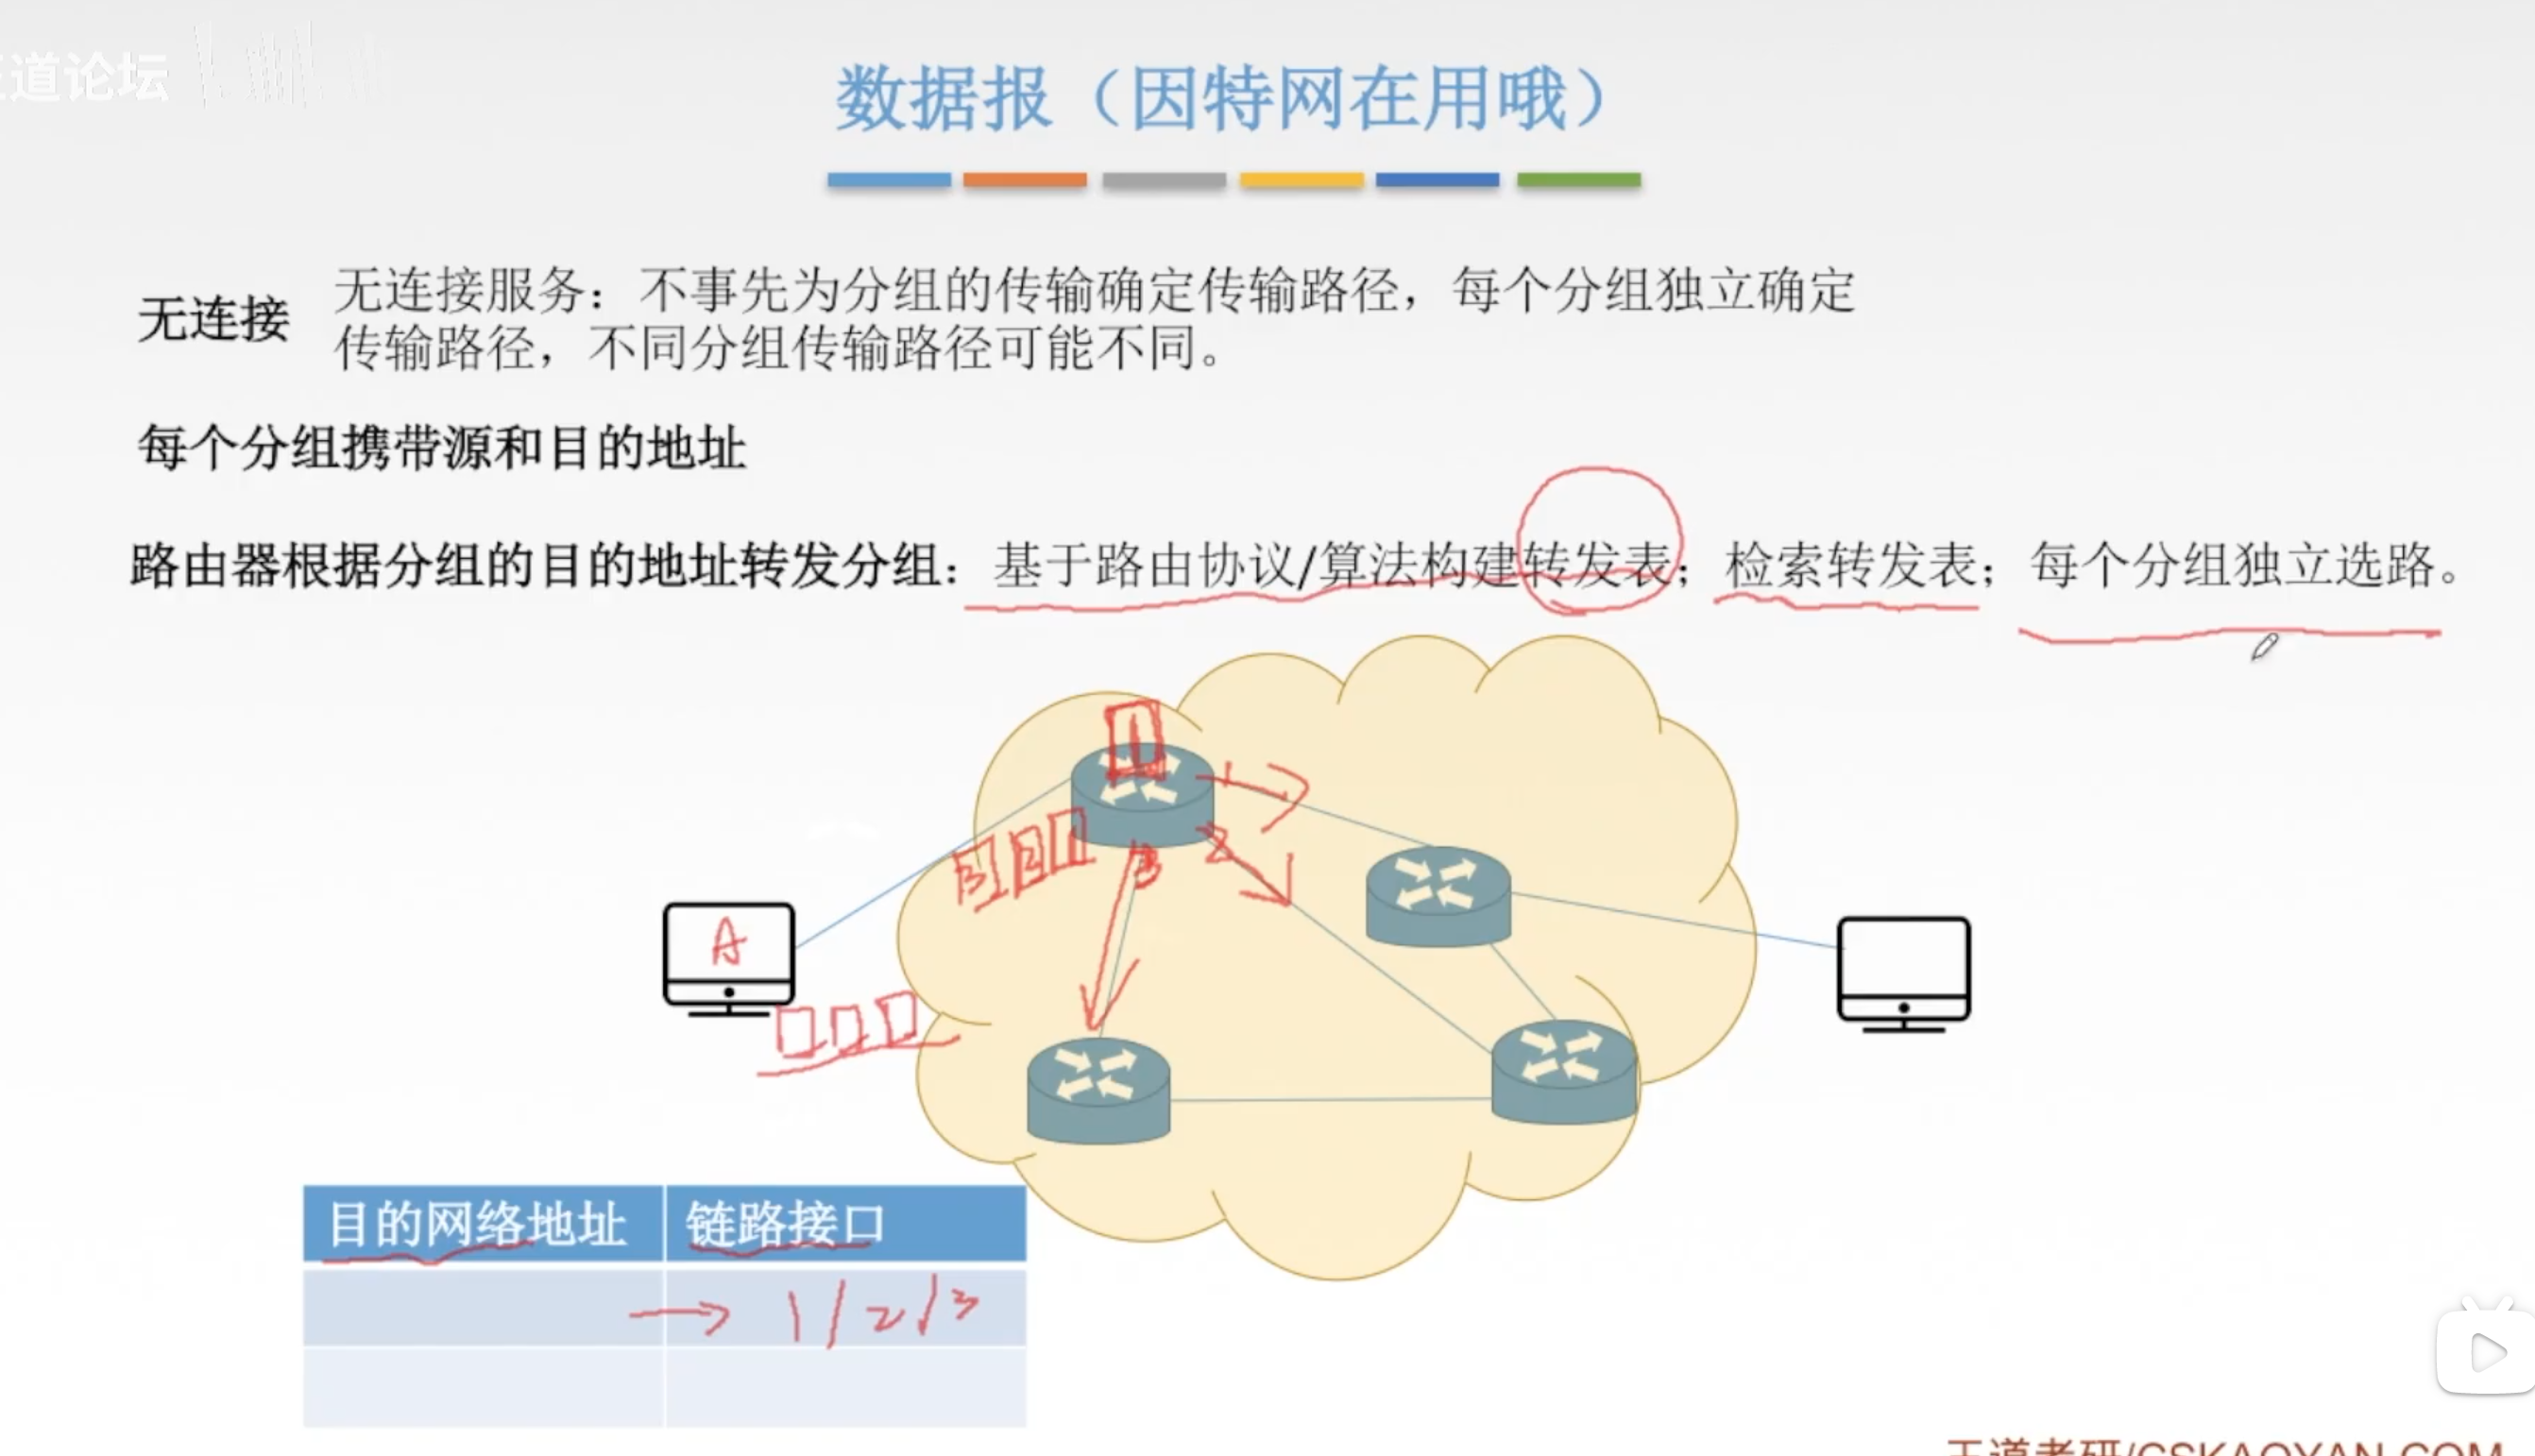 道论坛
数据报（因特网在用哦）
无连接
无连接服务：不事先为分组的传输确定传输路径，每个分组独立确定
传输路径，不同分组传输路径可能不同。
每个分组携带源和目的地址
路由器根据分组的目的地址转发分组：基于路由协议/算法构建转发表；检索转发表；每个分组独立选路。
1
1
2
3
3 2 1
A
目的网络地址 链路接口
→ 1/2/3
王道考研/CSKAOYAN.COM